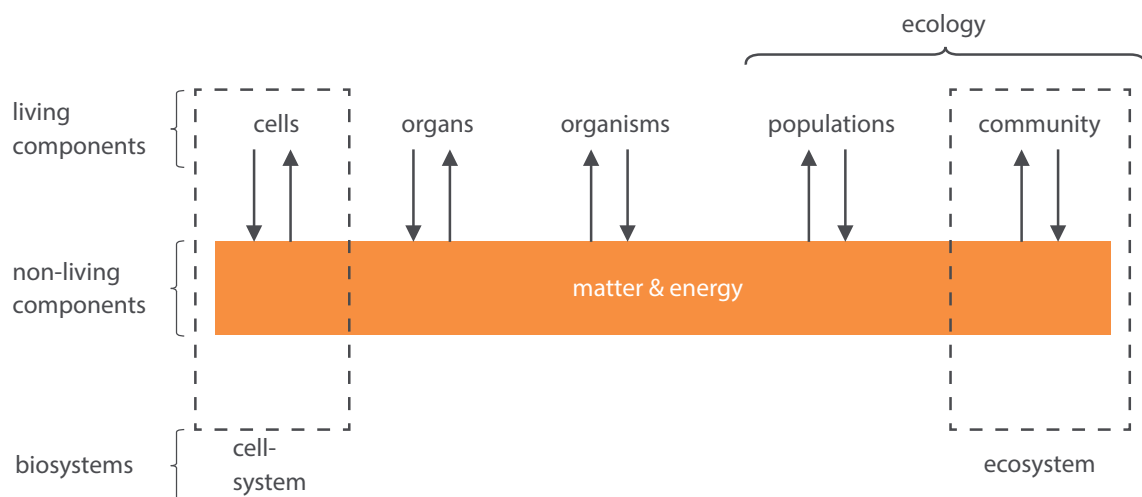 ecology
living
components
cells
organs
organisms
populations
community
non-living
components
matter & energy
biosystems
cell-
system
ecosystem